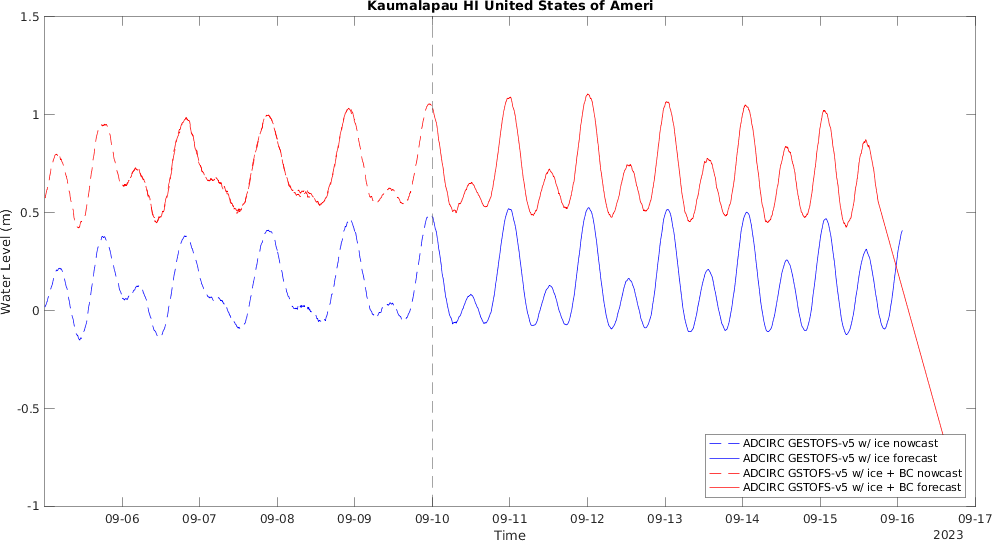 Kaumalapau HI United States of Ameri
1.5
1
0.5
0
-0.5
-1
Water Level (m)
09-06
09-07
09-08
09-09
09-10
09-11
09-12
09-13
09-14
09-15
09-16
09-17
2023
Time
ADCIRC GESTOFS-v5 w/ ice nowcast
ADCIRC GESTOFS-v5 w/ ice forecast
ADCIRC GSTOFS-v5 w/ ice + BC nowcast
ADCIRC GSTOFS-v5 w/ ice + BC forecast